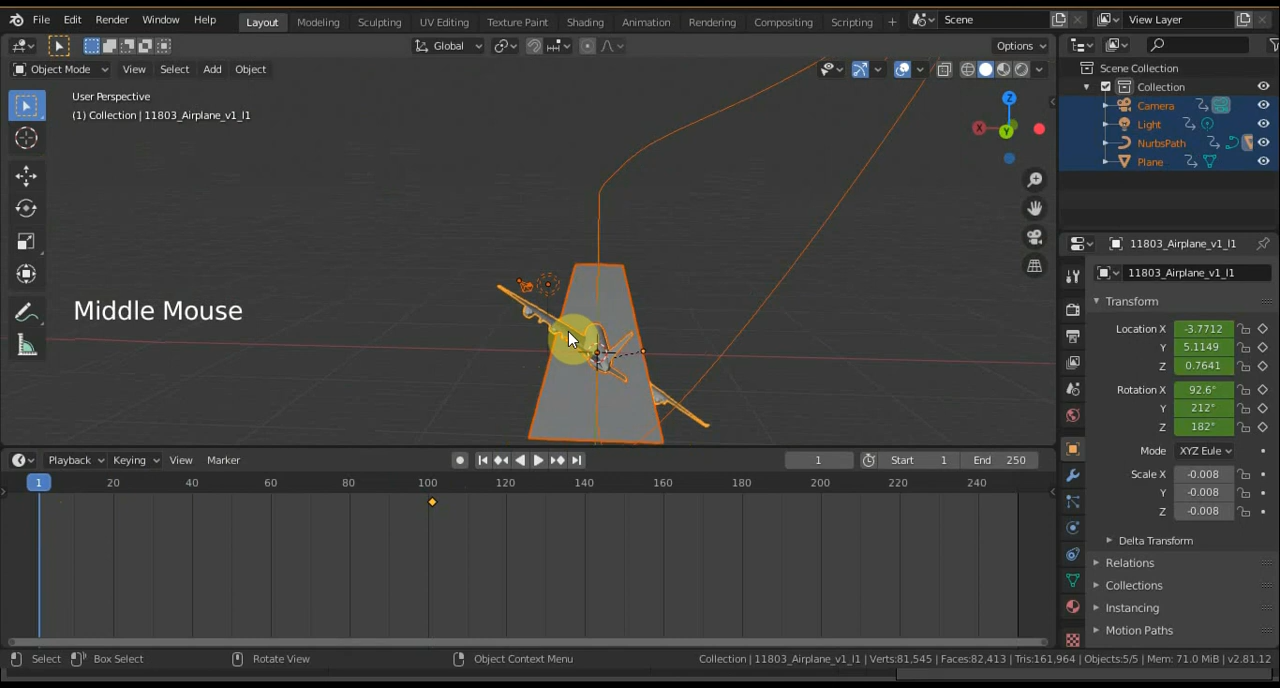 File Edit Render Window Help Layout Modeling Sculpting UV Editing Texture Paint Shading Animation Rendering Compositing Scripting + Scene View Layer
Global Options
Object Mode View Select Add Object
User Perspective
(1) Collection | 11803_Airplane_v1_l1
Z
X
Y
Middle Mouse
Scene Collection
Collection
Camera
Light
NurbsPath
Plane
11803_Airplane_v1_l1
11803_Airplane_v1_l1
Transform
Location X -3.7712
Y 5.1149
Z 0.7641
Rotation X 92.6°
Y 212°
Z 182°
Mode XYZ Eule
Scale X -0.008
Y -0.008
Z -0.008
Delta Transform
Relations
Collections
Instancing
Motion Paths
Playback Keying View Marker 1 Start 1 End 250
1 20 40 60 80 100 120 140 160 180 200 220 240
Select Box Select Rotate View Object Context Menu Collection | 11803_Airplane_v1_l1 | Verts:81,545 | Faces:82,413 | Tris:161,964 | Objects:5/5 | Mem: 71.0 MiB | v2.81.12